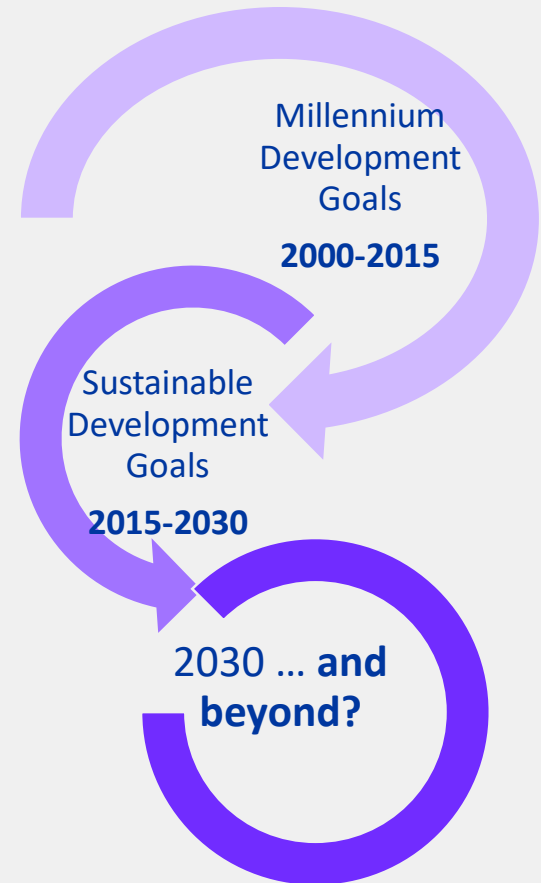 Millennium
Development
Goals
2000-2015
Sustainable
Development
Goals
2015-2030
2030 ... and
beyond?